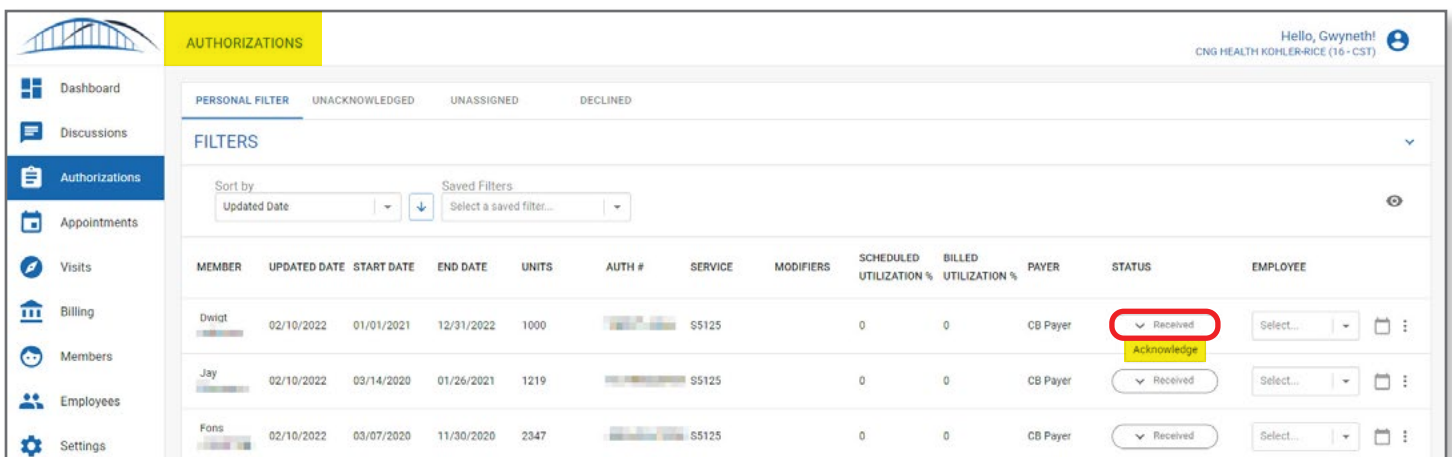 AUTHORIZATIONS
Hello, Gwyneth!
CNG HEALTH KOHLER-RICE (16 - CST)
Dashboard
Discussions
Authorizations
Appointments
Visits
Billing
Members
Employees
Settings
PERSONAL FILTER UNACKNOWLEDGED UNASSIGNED DECLINED
FILTERS
Sort by Saved Filters
Updated Date Select a saved filter...
MEMBER UPDATED DATE START DATE END DATE UNITS AUTH # SERVICE MODIFIERS SCHEDULED UTILIZATION % BILLED UTILIZATION % PAYER STATUS EMPLOYEE
Dwigt 02/10/2022 01/01/2021 12/31/2022 1000 S5125 0 0 CB Payer Received Select...
Acknowledge
Jay 02/10/2022 03/14/2020 01/26/2021 1219 S5125 0 0 CB Payer Received Select...
Fons 02/10/2022 03/07/2020 11/30/2020 2347 S5125 0 0 CB Payer Received Select...